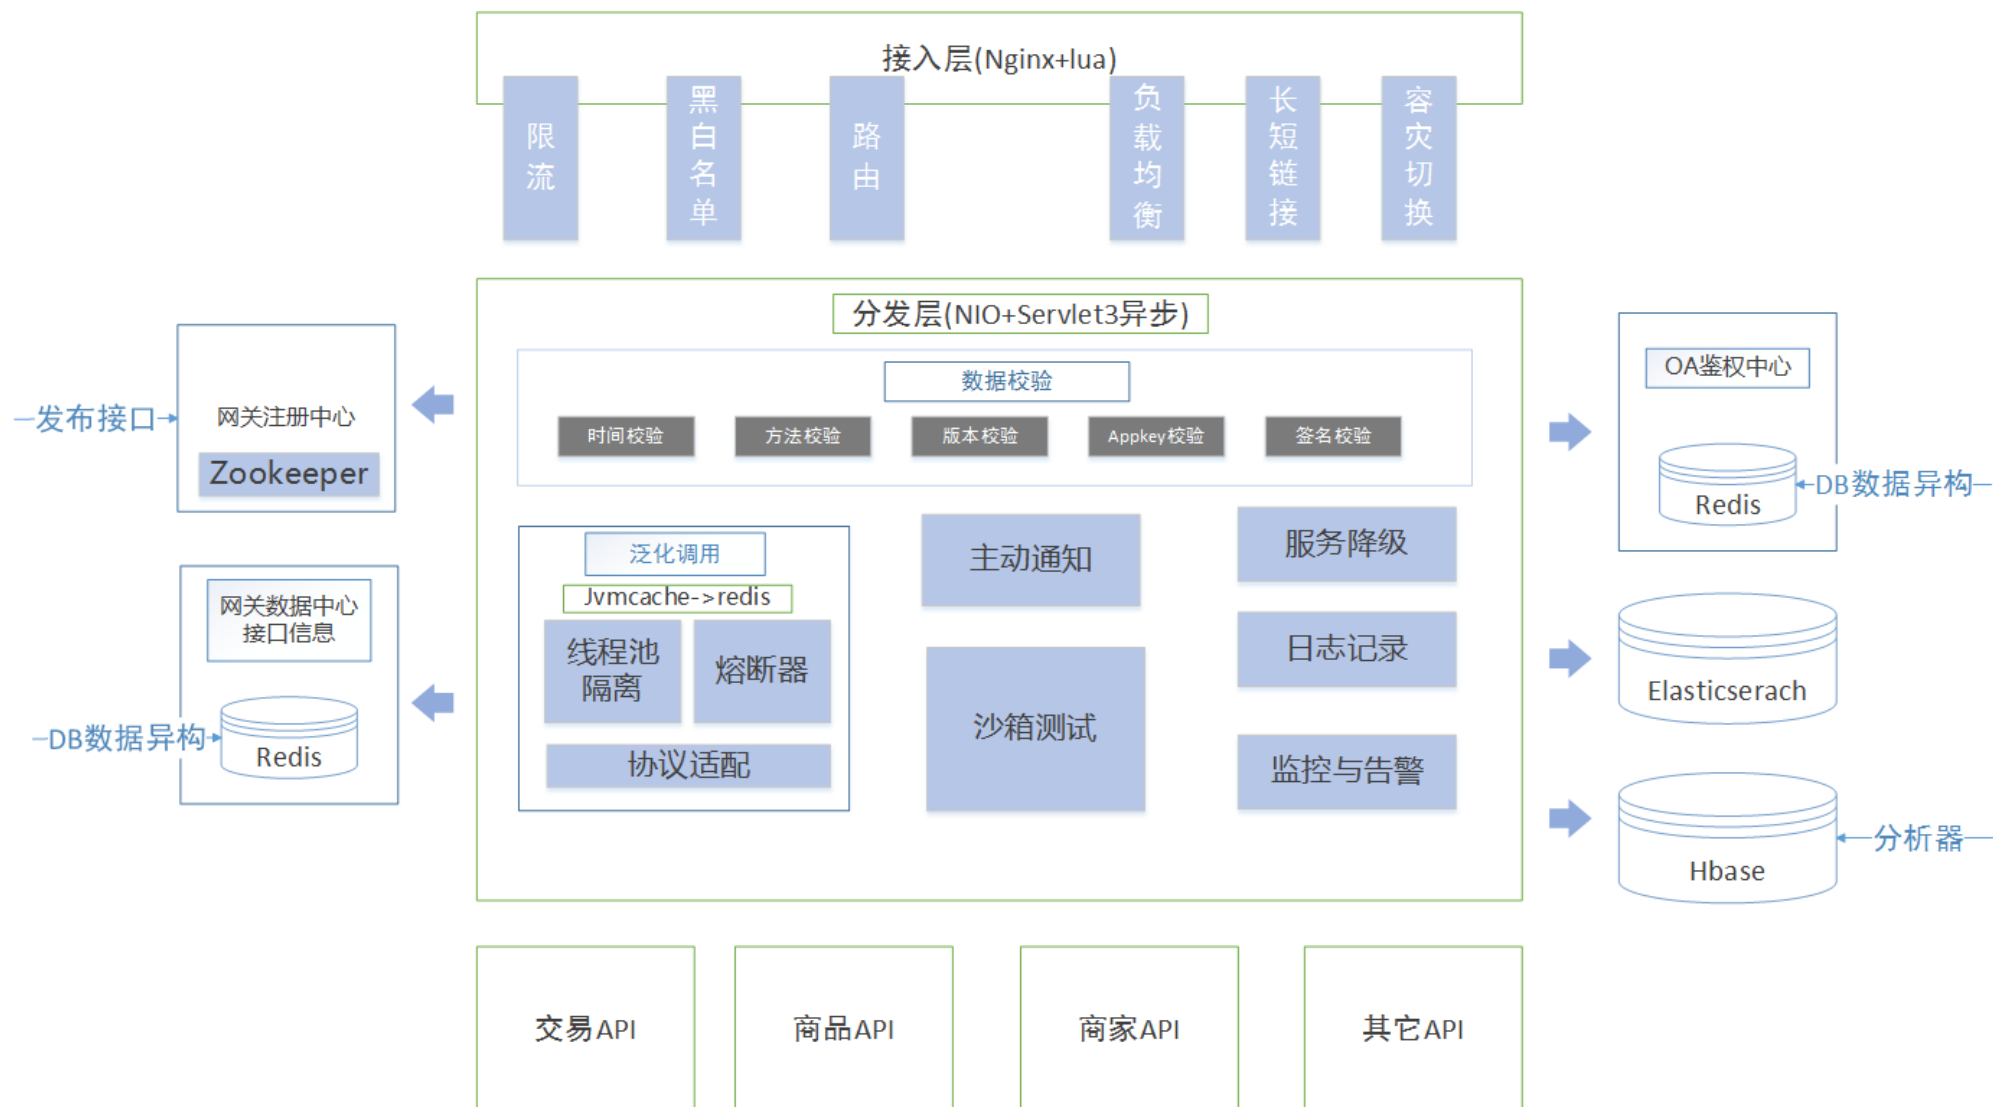 接入层(Nginx+lua)
限流
黑白名单
路由
负载均衡
长短链接
容灾切换
分发层(NIO+Servlet3异步)
数据校验
时间校验
方法校验
版本校验
Appkey校验
签名校验
发布接口
网关注册中心
Zookeeper
OA鉴权中心
Redis
DB数据异构
泛化调用
Jvmcache->redis
线程池
隔离
熔断器
协议适配
主动通知
沙箱测试
服务降级
日志记录
监控与告警
网关数据中心
接口信息
Redis
DB数据异构
Elasticserach
Hbase
分析器
交易API
商品API
商家API
其它API